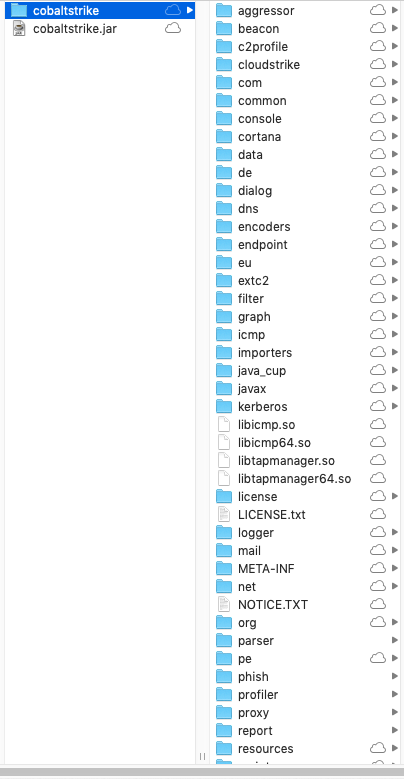 cobaltstrike
cobaltstrike.jar
aggressor
beacon
c2profile
cloudstrike
com
common
console
cortana
data
de
dialog
dns
encoders
endpoint
eu
extc2
filter
graph
icmp
importers
java_cup
javax
kerberos
libicmp.so
libicmp64.so
libtapmanager.so
libtapmanager64.so
license
LICENSE.txt
logger
mail
META-INF
net
NOTICE.TXT
org
parser
pe
phish
profiler
proxy
report
resources